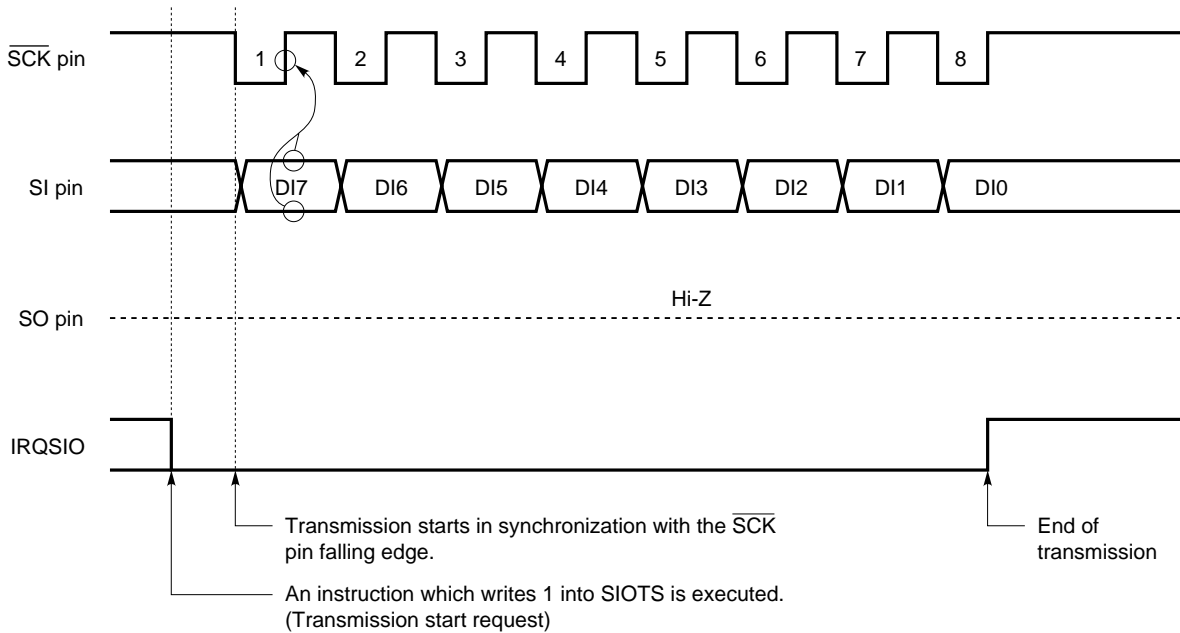 SCK pin
1 2 3 4 5 6 7 8
SI pin
DI7 DI6 DI5 DI4 DI3 DI2 DI1 DI0
Hi-Z
SO pin
IRQSIO
Transmission starts in synchronization with the SCK
pin falling edge.
End of
transmission
An instruction which writes 1 into SIOTS is executed.
(Transmission start request)